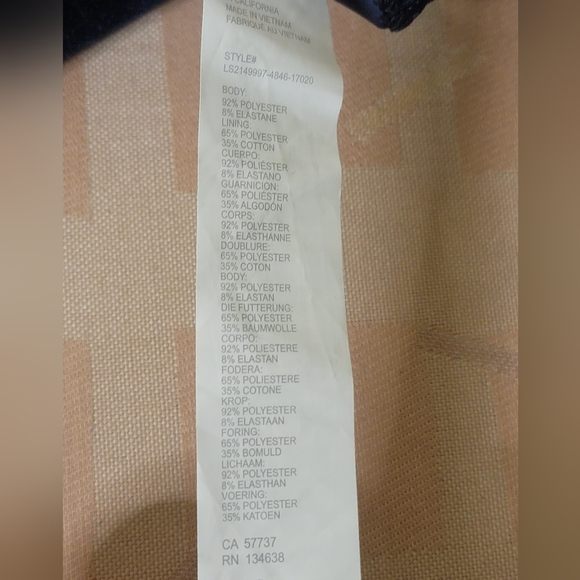 CALIFORNIA
MADE IN VIETNAM
FABRIQUE AU VIETNAM
STYLE#
LS2149997-4846-17020
BODY:
92% POLYESTER
8% ELASTANE
LINING:
65% POLYESTER
35% COTTON
CUERPO:
92% POLIÉSTER
8% ELASTANO
GUARNICIÓN:
65% POLIÉSTER
35% ALGODÓN
CORPS:
92% POLYESTER
8% ELASTHANNE
DOUBLURE:
65% POLYESTER
35% COTON
BODY:
92% POLYESTER
8% ELASTAN
DIE FUTTERUNG:
65% POLYESTER
35% BAUMWOLLE
CORPO:
92% POLIESTERE
8% ELASTAN
FODERA:
65% POLIESTERE
35% COTONE
KROP:
92% POLYESTER
8% ELASTAAN
FORING:
65% POLYESTER
35% BOMULD
LICHAAM:
92% POLYESTER
8% ELASTHAN
VOERING:
65% POLYESTER
35% KATOEN
CA 57737
RN 134638